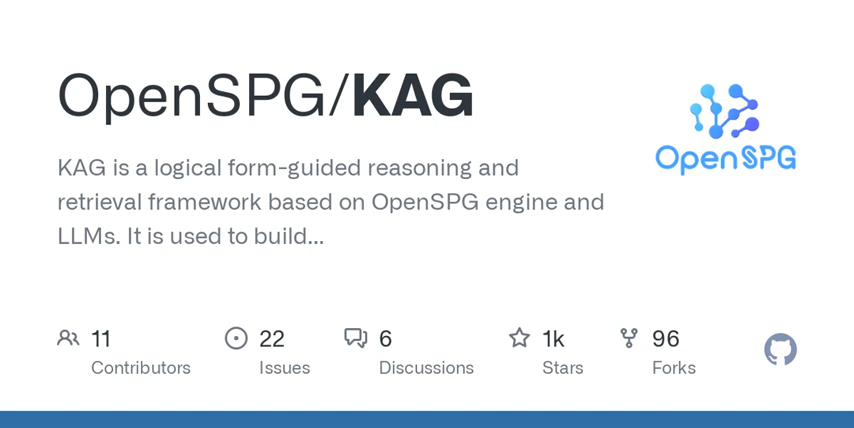 OpenSPG/KAG
KAG is a logical form-guided reasoning and
retrieval framework based on OpenSPG engine and
LLMs. It is used to build...
OpenSPG
11
Contributors
22
Issues
6
Discussions
1k
Stars
96
Forks